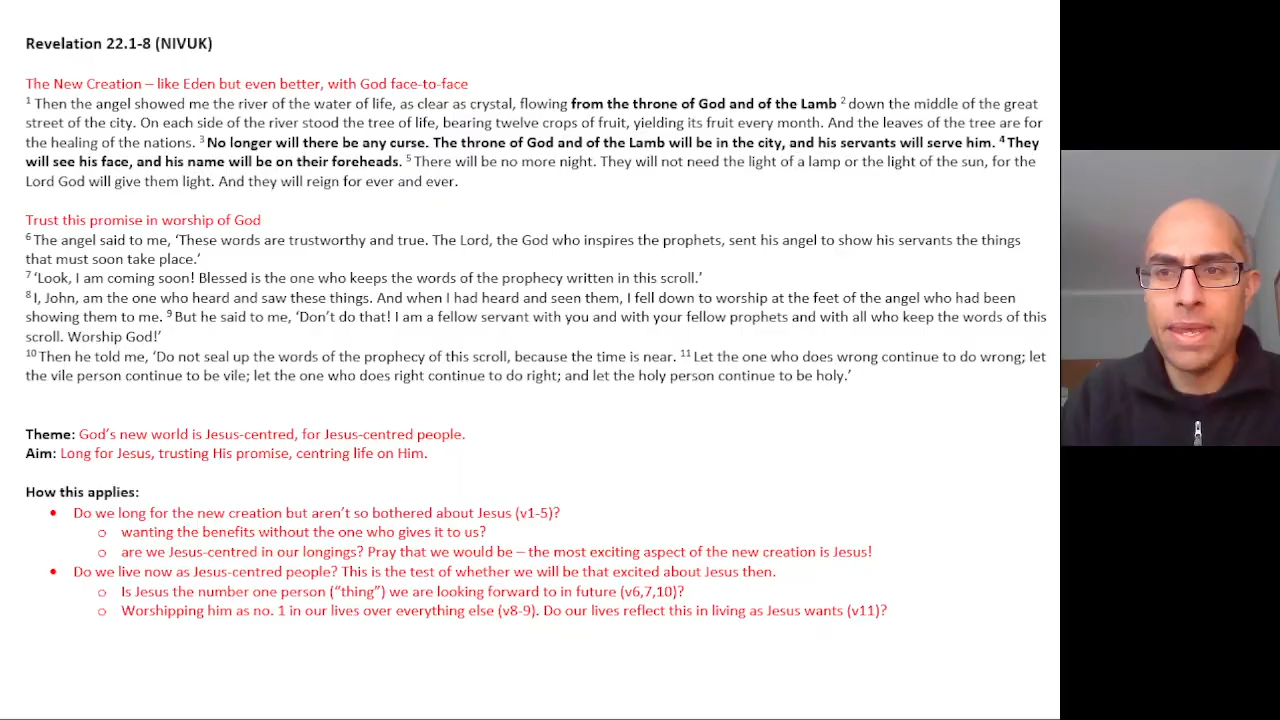 Revelation 22.1-8 (NIVUK)
The New Creation – like Eden but even better, with God face-to-face
1 Then the angel showed me the river of the water of life, as clear as crystal, flowing from the throne of God and of the Lamb 2 down the middle of the great
street of the city. On each side of the river stood the tree of life, bearing twelve crops of fruit, yielding its fruit every month. And the leaves of the tree are for
the healing of the nations. 3 No longer will there be any curse. The throne of God and of the Lamb will be in the city, and his servants will serve him. 4 They
will see his face, and his name will be on their foreheads. 5 There will be no more night. They will not need the light of a lamp or the light of the sun, for the
Lord God will give them light. And they will reign for ever and ever.
Trust this promise in worship of God
6 The angel said to me, ‘These words are trustworthy and true. The Lord, the God who inspires the prophets, sent his angel to show his servants the things
that must soon take place.’
7 ‘Look, I am coming soon! Blessed is the one who keeps the words of the prophecy written in this scroll.’
8 I, John, am the one who heard and saw these things. And when I had heard and seen them, I fell down to worship at the feet of the angel who had been
showing them to me. 9 But he said to me, ‘Don’t do that! I am a fellow servant with you and with your fellow prophets and with all who keep the words of this
scroll. Worship God!’
10 Then he told me, ‘Do not seal up the words of the prophecy of this scroll, because the time is near. 11 Let the one who does wrong continue to do wrong; let
the vile person continue to be vile; let the one who does right continue to do right; and let the holy person continue to be holy.’
Theme: God’s new world is Jesus-centred, for Jesus-centred people.
Aim: Long for Jesus, trusting His promise, centring life on Him.
How this applies:
• Do we long for the new creation but aren’t so bothered about Jesus (v1-5)?
o wanting the benefits without the one who gives it to us?
o are we Jesus-centred in our longings? Pray that we would be – the most exciting aspect of the new creation is Jesus!
• Do we live now as Jesus-centred people? This is the test of whether we will be that excited about Jesus then.
o Is Jesus the number one person (“thing”) we are looking forward to in future (v6,7,10)?
o Worshipping him as no. 1 in our lives over everything else (v8-9). Do our lives reflect this in living as Jesus wants (v11)?